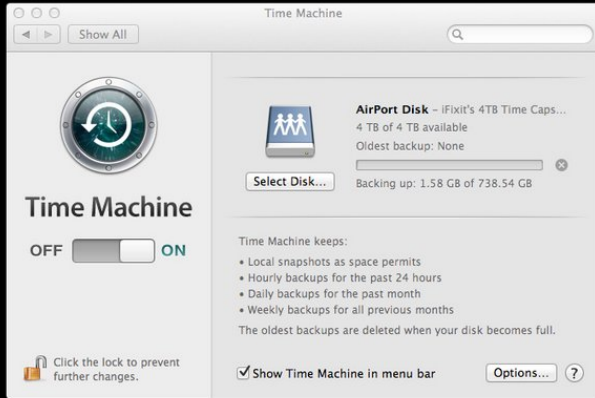 Time Machine
Show All
AirPort Disk – iFixit's 4TB Time Caps...
4 TB of 4 TB available
Oldest backup: None
Select Disk...
Backing up: 1.58 GB of 738.54 GB
Time Machine
OFF ON
Time Machine keeps:
• Local snapshots as space permits
• Hourly backups for the past 24 hours
• Daily backups for the past month
• Weekly backups for all previous months
The oldest backups are deleted when your disk becomes full.
Click the lock to prevent
further changes.
Show Time Machine in menu bar
Options... ?